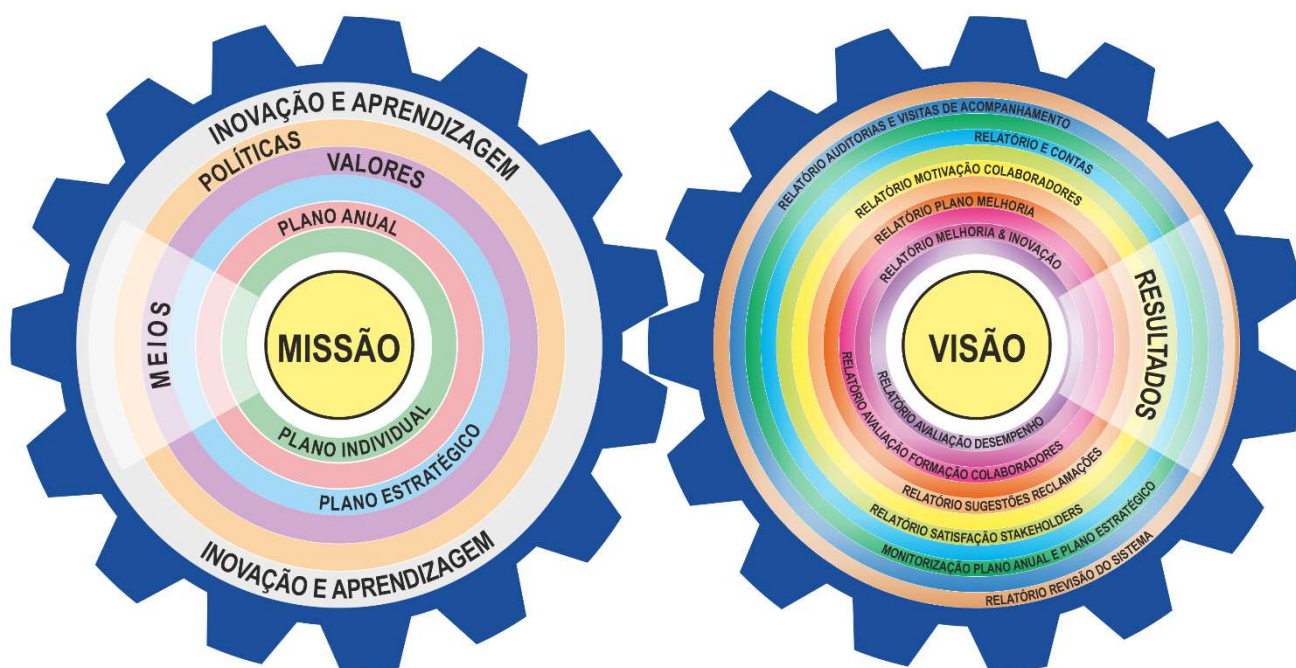 INOVAÇÃO E APRENDIZAGEM
POLÍTICAS
VALORES
PLANO ANUAL
MEIOS
MISSÃO
PLANO INDIVIDUAL
PLANO ESTRATÉGICO
INOVAÇÃO E APRENDIZAGEM
RELATÓRIO AUDITORIAS E VISITAS DE ACOMPANHAMENTO
RELATÓRIO E CONTAS
RELATÓRIO MOTIVAÇÃO COLABORADORES
RELATÓRIO PLANO MELHORIA
RELATÓRIO MELHORIA & INOVAÇÃO
VISÃO
RESULTADOS
RELATÓRIO AVALIAÇÃO DESEMPENHO
RELATÓRIO AVALIAÇÃO FORMAÇÃO COLABORADORES
RELATÓRIO SUGESTÕES RECLAMAÇÕES
RELATÓRIO SATISFAÇÃO STAKEHOLDERS
MONITORIZAÇÃO PLANO ANUAL E PLANO ESTRATÉGICO
RELATÓRIO REVISÃO DO SISTEMA